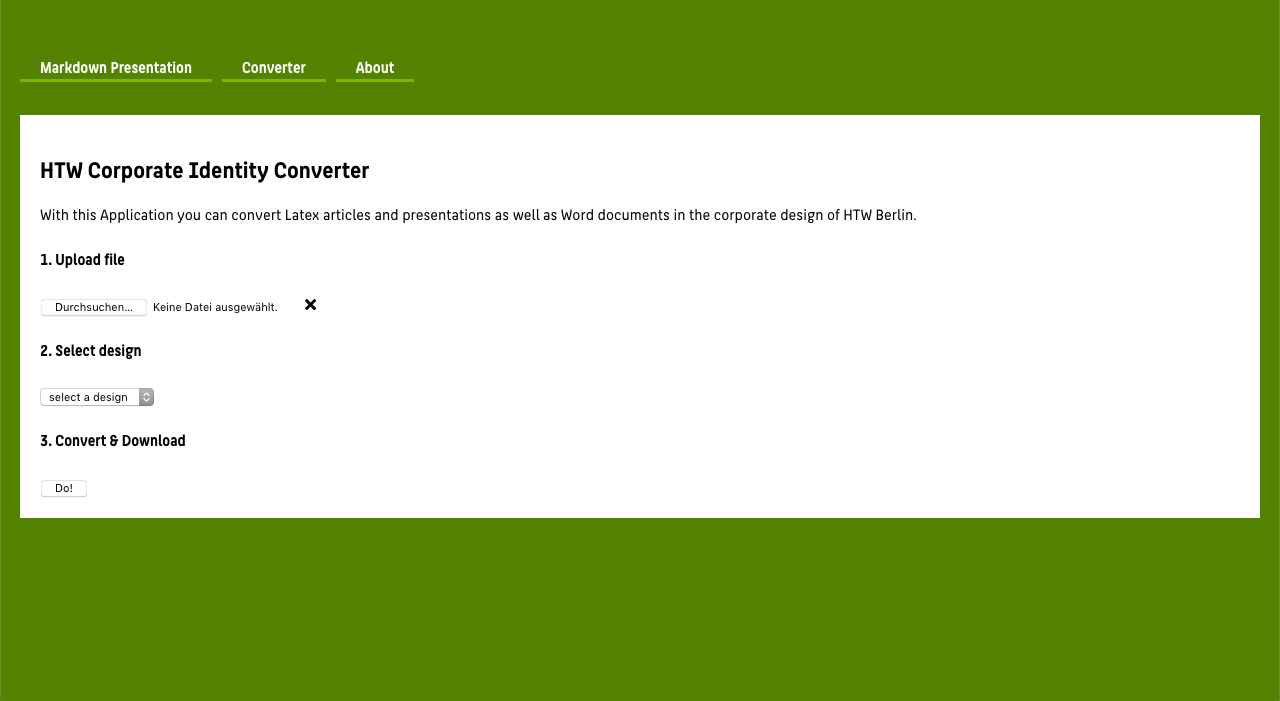 Markdown Presentation Converter About
HTW Corporate Identity Converter
With this Application you can convert Latex articles and presentations as well as Word documents in the corporate design of HTW Berlin.
1. Upload file
Durchsuchen... Keine Datei ausgewählt.
2. Select design
select a design
3. Convert & Download
Do!